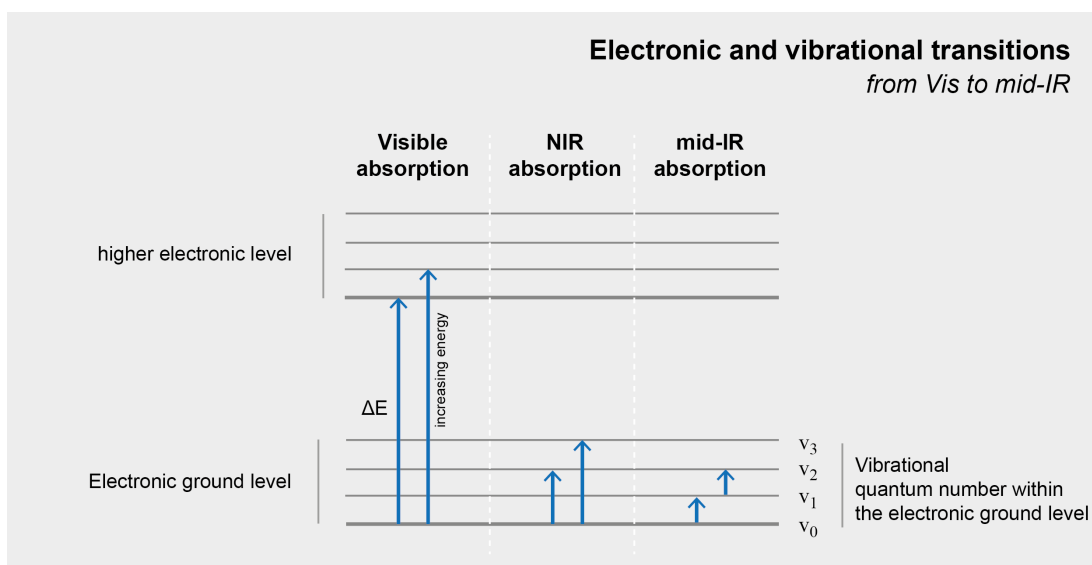 Electronic and vibrational transitions
from Vis to mid-IR
Visible
absorption
NIR
absorption
mid-IR
absorption
higher electronic level
increasing energy
ΔE
Electronic ground level
v3
v2
v1
v0
Vibrational
quantum number within
the electronic ground level